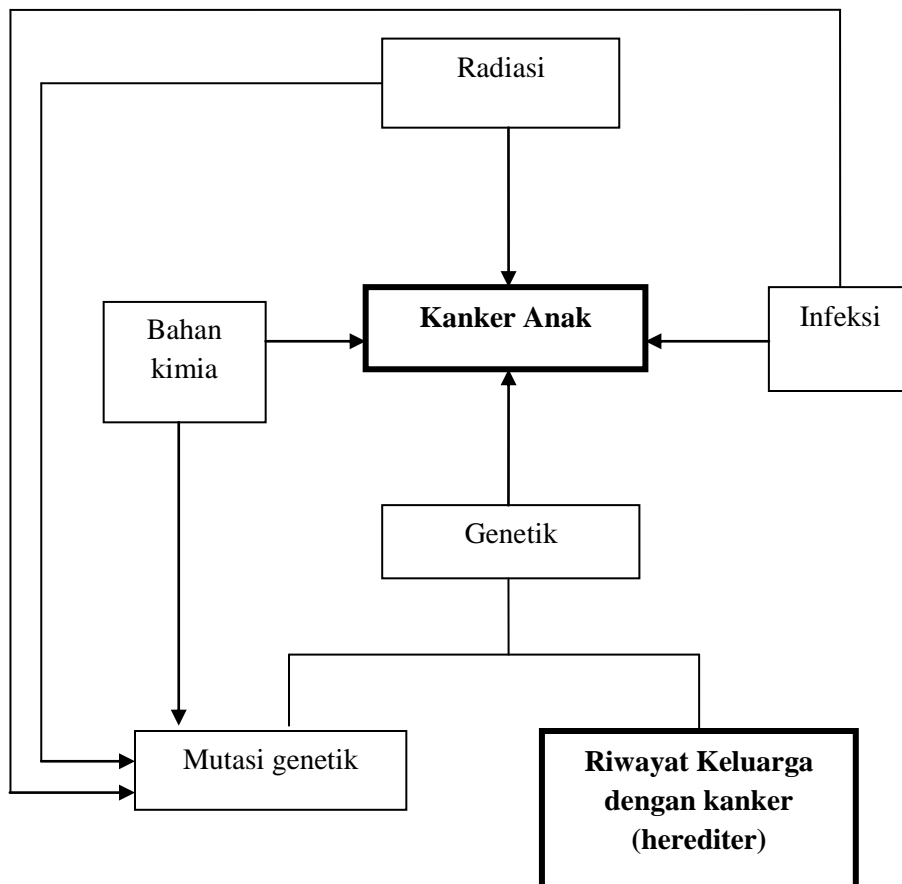 Radiasi
Kanker Anak
Infeksi
Bahan
kimia
Genetik
Mutasi genetik
Riwayat Keluarga
dengan kanker
(herediter)